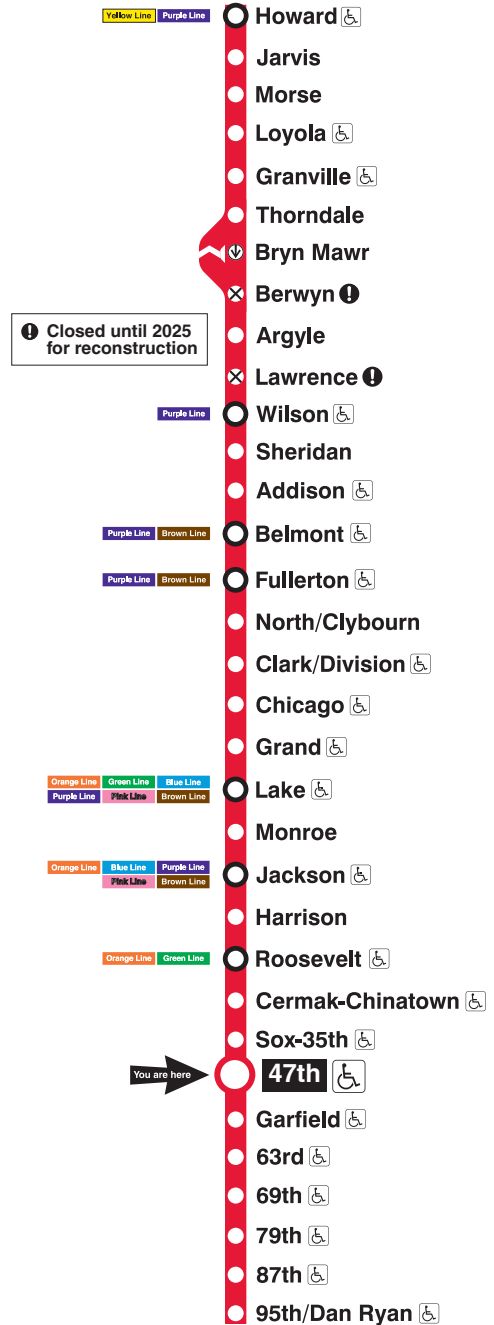 Yellow Line Purple Line Howard
Jarvis
Morse
Loyola
Granville
Thorndale
Bryn Mawr
Berwyn !
! Closed until 2025
for reconstruction
Argyle
Lawrence !
Purple Line Wilson
Sheridan
Addison
Purple Line Brown Line Belmont
Purple Line Brown Line Fullerton
North/Clybourn
Clark/Division
Chicago
Grand
Orange Line Green Line Blue Line
Purple Line Pink Line Brown Line
Lake
Monroe
Orange Line Blue Line Purple Line
Pink Line Brown Line
Jackson
Harrison
Orange Line Green Line Roosevelt
Cermak-Chinatown
Sox-35th
You are here 47th
Garfield
63rd
69th
79th
87th
95th/Dan Ryan